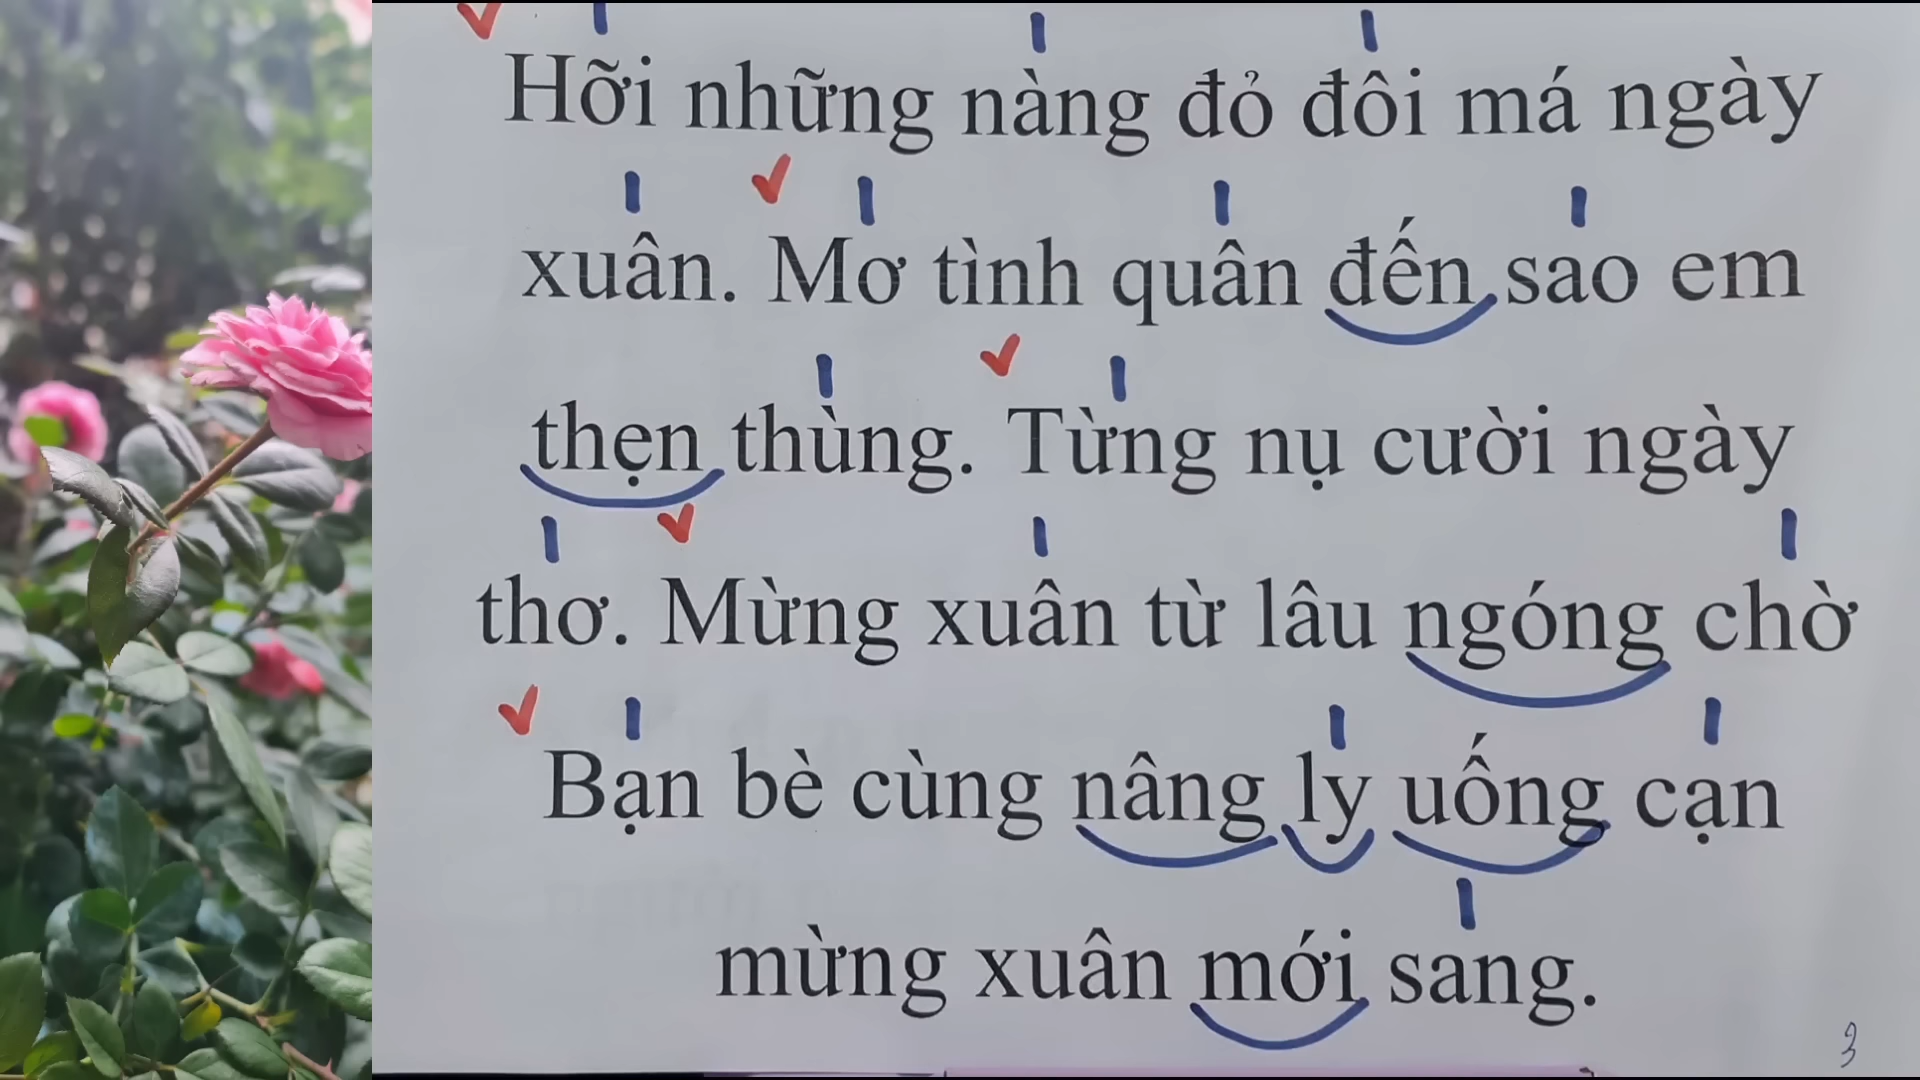 Hỡi những nàng đỏ đôi má ngày
xuân. Mơ tình quân đến sao em
thẹn thùng. Từng nụ cười ngày
thơ. Mừng xuân từ lâu ngóng chờ
Bạn bè cùng nâng ly uống cạn
mừng xuân mới sang.
3